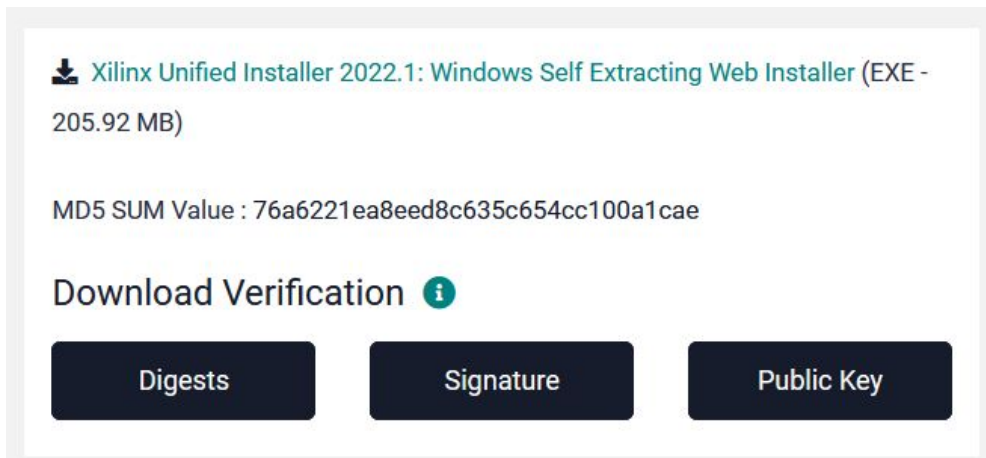 Xilinx Unified Installer 2022.1: Windows Self Extracting Web Installer (EXE -
205.92 MB)
MD5 SUM Value : 76a6221ea8eed8c635c654cc100a1cae
Download Verification
Digests
Signature
Public Key